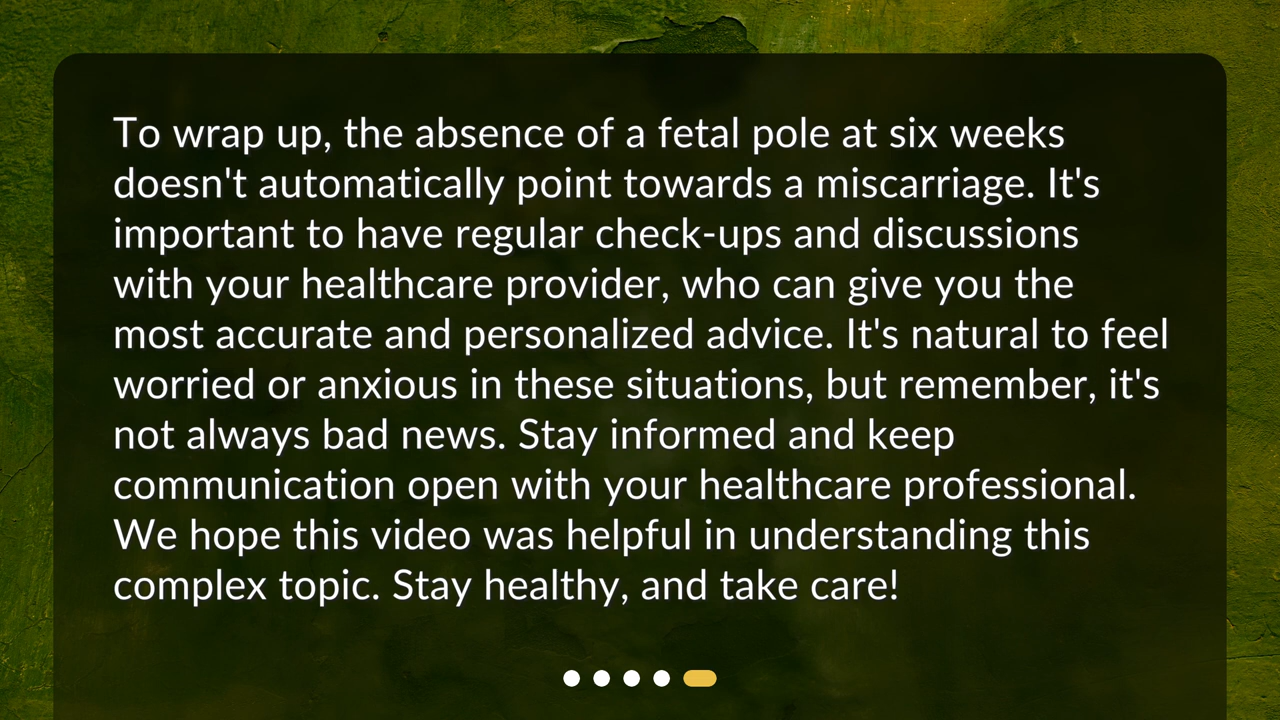 To wrap up, the absence of a fetal pole at six weeks
doesn't automatically point towards a miscarriage. It's
important to have regular check-ups and discussions
with your healthcare provider, who can give you the
most accurate and personalized advice. It's natural to feel
worried or anxious in these situations, but remember, it's
not always bad news. Stay informed and keep
communication open with your healthcare professional.
We hope this video was helpful in understanding this
complex topic. Stay healthy, and take care!